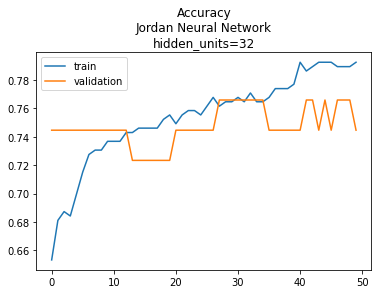 Accuracy
Jordan Neural Network
hidden_units=32
train
validation
0.78
0.76
0.74
0.72
0.70
0.68
0.66
0 10 20 30 40 50